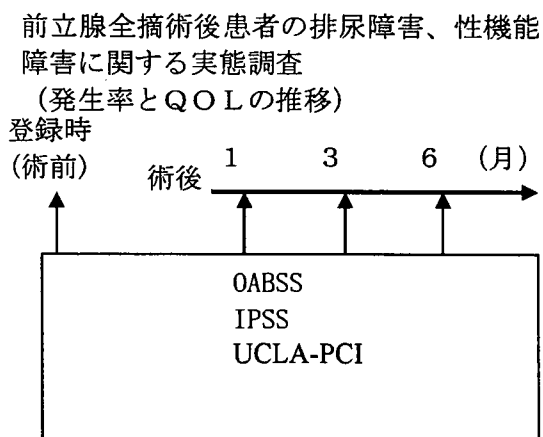 前立腺全摘術後患者の排尿障害、性機能
障害に関する実態調査
(発生率とQOLの推移)
登録時
(術前)
術後 1 3 6 (月)
OABSS
IPSS
UCLA-PCI